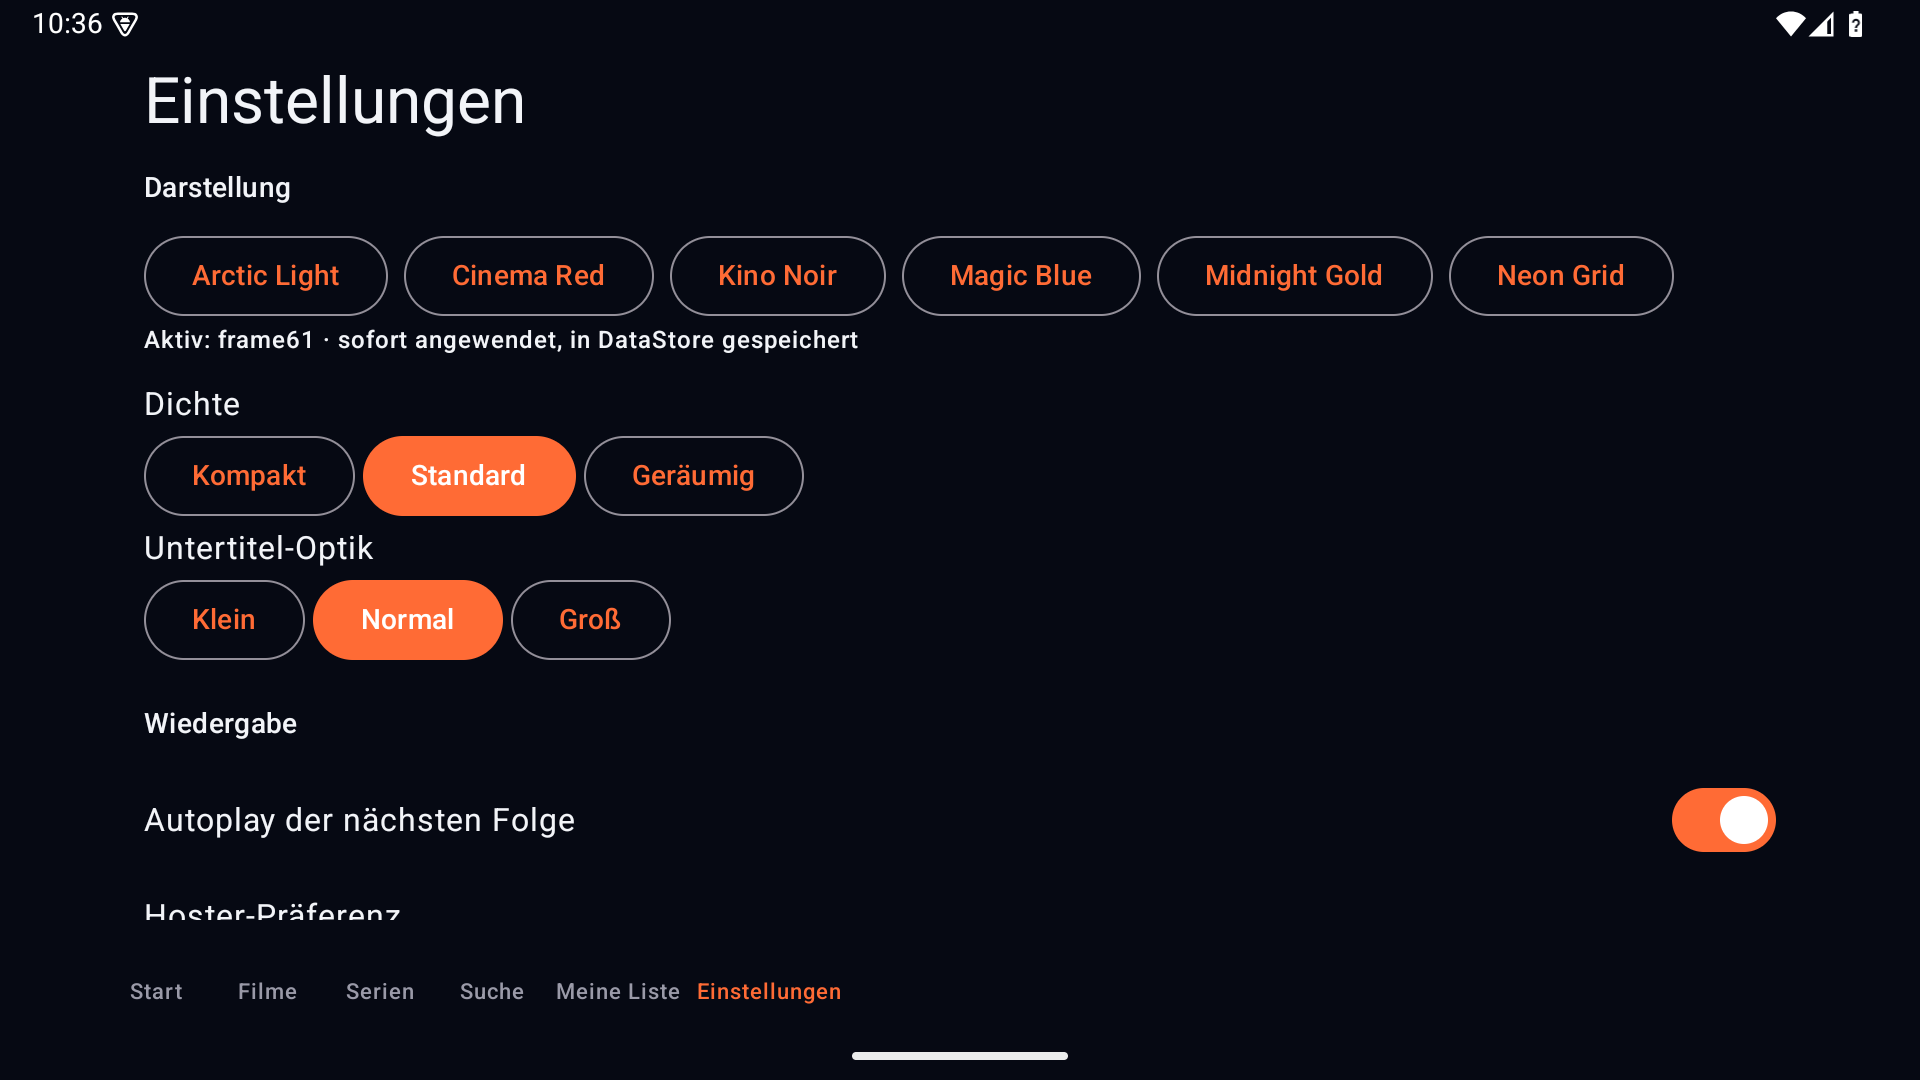 10:36
Einstellungen
Darstellung
Arctic Light Cinema Red Kino Noir Magic Blue Midnight Gold Neon Grid
Aktiv: frame61 · sofort angewendet, in DataStore gespeichert
Dichte
Kompakt Standard Geräumig
Untertitel-Optik
Klein Normal Groß
Wiedergabe
Autoplay der nächsten Folge
Hoster-Präferenz
Start Filme Serien Suche Meine Liste Einstellungen